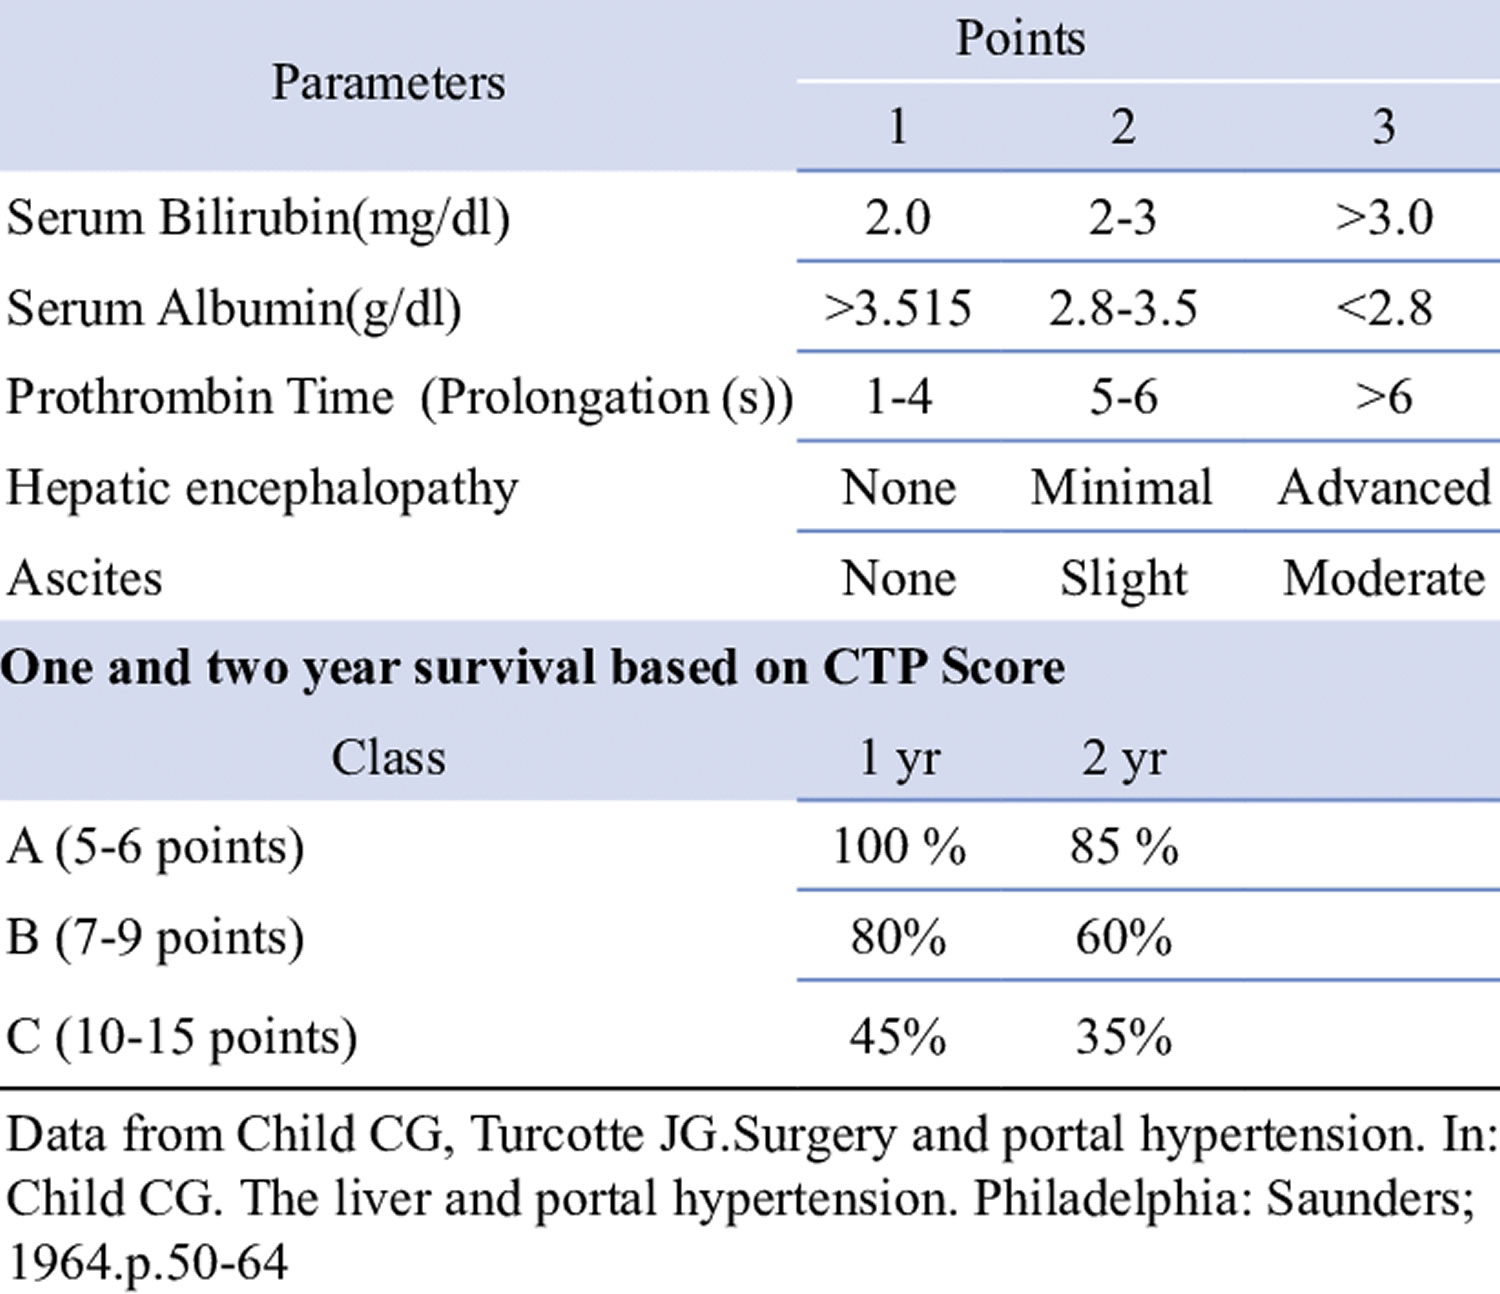 Points
Parameters
1 2 3
Serum Bilirubin(mg/dl) 2.0 2-3 >3.0
Serum Albumin(g/dl) >3.515 2.8-3.5 <2.8
Prothrombin Time (Prolongation (s)) 1-4 5-6 >6
Hepatic encephalopathy None Minimal Advanced
Ascites None Slight Moderate
One and two year survival based on CTP Score
Class 1 yr 2 yr
A (5-6 points) 100 % 85 %
B (7-9 points) 80% 60%
C (10-15 points) 45% 35%
Data from Child CG, Turcotte JG.Surgery and portal hypertension. In:
Child CG. The liver and portal hypertension. Philadelphia: Saunders;
1964.p.50-64